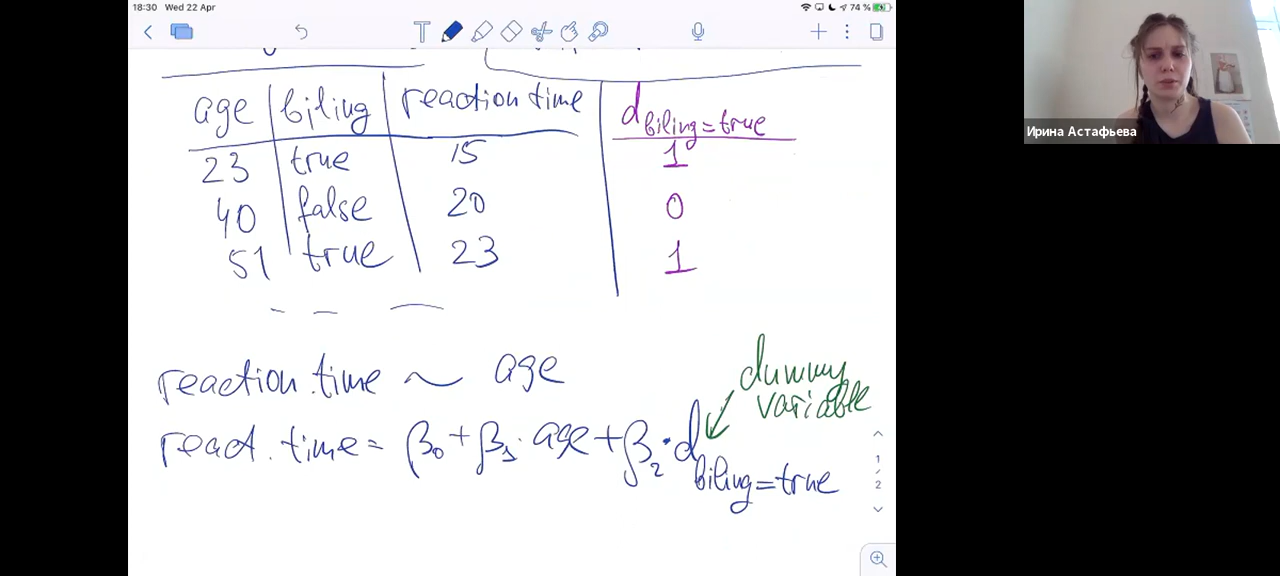 18:30 Wed 22 Apr
74 %
age biling reaction time d biling=true
23 true 15 1
40 false 20 0
51 true 23 1
reaction.time ~ age
dummy
variable
react.time = β0 + β1 · age + β2 · d biling=true
1
/
2
Ирина Астафьева